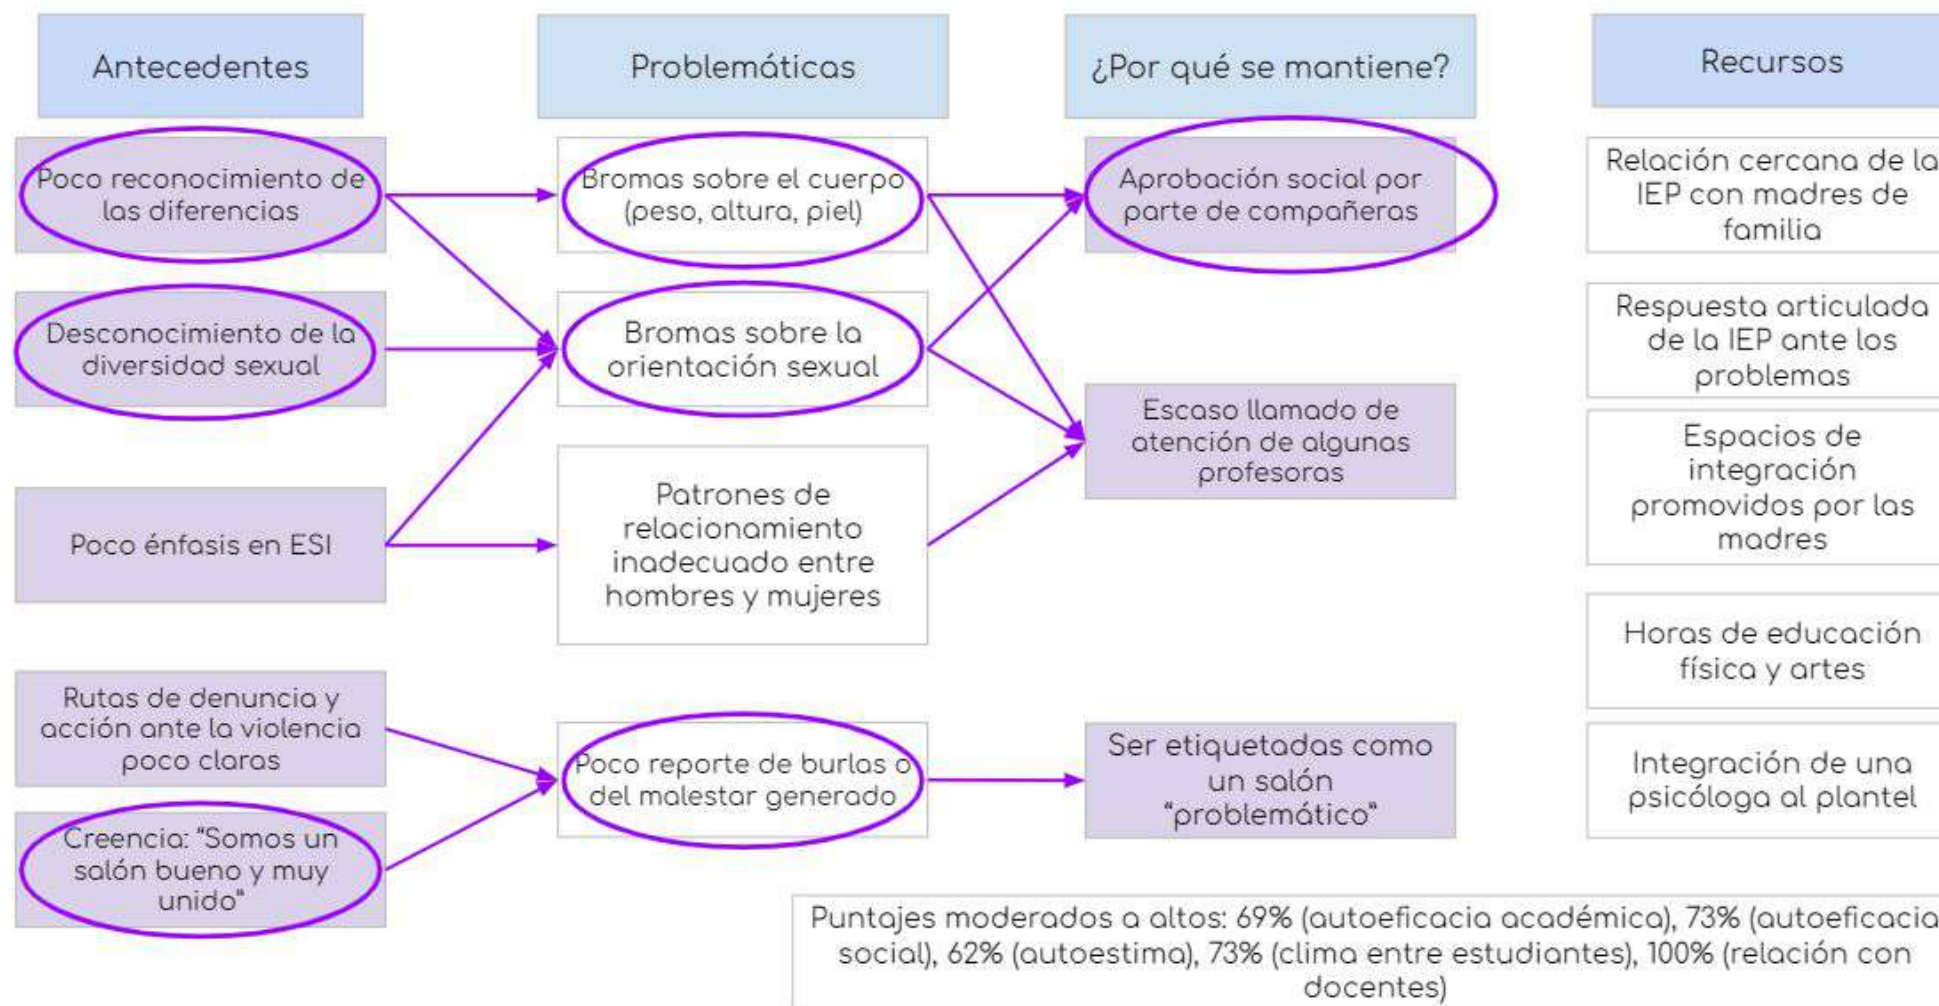 Antecedentes
Problemáticas
¿Por qué se mantiene?
Recursos
Poco reconocimiento de
las diferencias
Bromas sobre el cuerpo
(peso, altura, piel)
Aprobación social por
parte de compañeras
Relación cercana de la
IEP con madres de
familia
Desconocimiento de la
diversidad sexual
Bromas sobre la
orientación sexual
Escaso llamado de
atención de algunas
profesoras
Respuesta articulada
de la IEP ante los
problemas
Poco énfasis en ESI
Patrones de
relacionamiento
inadecuado entre
hombres y mujeres
Espacios de
integración
promovidos por las
madres
Horas de educación
física y artes
Rutas de denuncia y
acción ante la violencia
poco claras
Poco reporte de burlas o
del malestar generado
Ser etiquetadas como
un salón
“problemático”
Integración de una
psicóloga al plantel
Creencia: “Somos un
salón bueno y muy
unido”
Puntajes moderados a altos: 69% (autoeficacia académica), 73% (autoeficacia
social), 62% (autoestima), 73% (clima entre estudiantes), 100% (relación con
docentes)